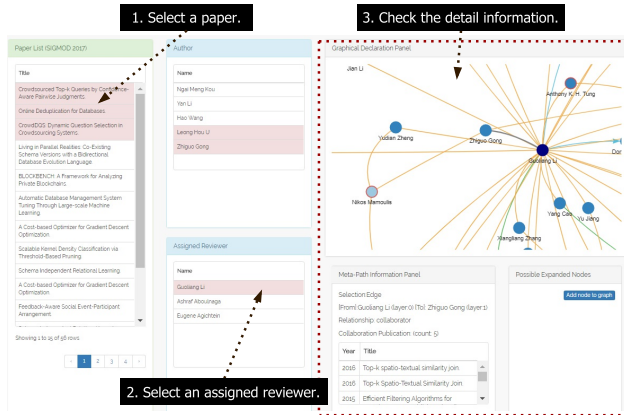 1. Select a paper.
3. Check the detail information.
Paper List (SIGMOD 2017)
Title
Crowdsourced Top-k Queries by Confidence-
Aware Pairwise Judgments.
Online Deduplication for Databases.
CrowdDQS: Dynamic Question Selection in
Crowdsourcing Systems.
Living in Parallel Realities: Co-Existing
Schema Versions with a Bidirectional
Database Evolution Language.
BLOCKBENCH: A Framework for Analyzing
Private Blockchains.
Automatic Database Management System
Tuning Through Large-scale Machine
Learning.
A Cost-based Optimizer for Gradient Descent
Optimization.
Scalable Kernel Density Classification via
Threshold-Based Pruning.
Schema Independent Relational Learning.
A Cost-based Optimizer for Gradient Descent
Optimization.
Feedback-Aware Social Event-Participant
Arrangement.
Showing 1 to 15 of 56 rows
‹ 1 2 3 4 ›
Author
Name
Ngai Meng Kou
Yan Li
Hao Wang
Leong Hou U
Zhiguo Gong
Assigned Reviewer
Name
Guoliang Li
Ashraf Aboulnaga
Eugene Agichtein
2. Select an assigned reviewer.
Graphical Declaration Panel
Jian Li
Anthony K. H. Tung
Yudian Zheng
Zhiguo Gong
Guoliang Li
Don
Nikos Mamoulis
Yang Cao
Yu Jiang
Xiangliang Zhang
Meta-Path Information Panel
Selection:Edge
[From]:Guoliang Li (layer:0) [To]: Zhiguo Gong (layer:1)
Relationship: collaborator
Collaboration Publication: (count: 5)
Year Title
2016 Top-k spatio-textual similarity join
2016 Top-k Spatio-Textual Similarity Join
2015 Efficient Filtering Algorithms for
Possible Expanded Nodes
Add node to graph